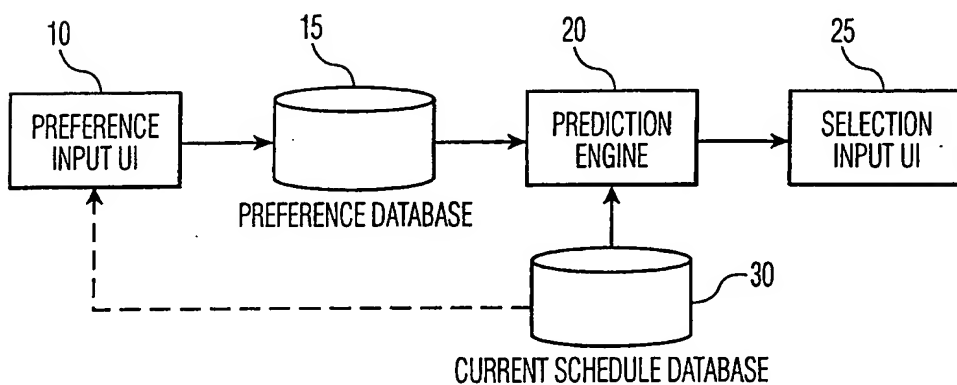 10
15
20
25
PREFERENCE
INPUT UI
PREDICTION
ENGINE
SELECTION
INPUT UI
PREFERENCE DATABASE
30
CURRENT SCHEDULE DATABASE